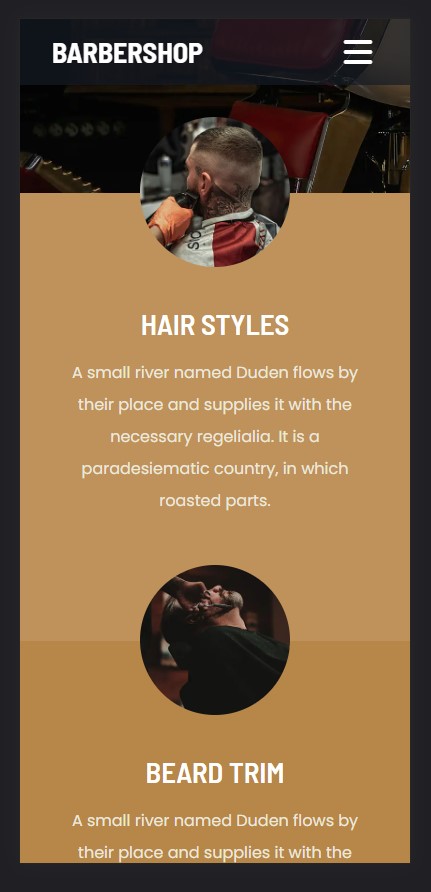 BARBERSHOP
HAIR STYLES
A small river named Duden flows by
their place and supplies it with the
necessary regelialia. It is a
paradesiematic country, in which
roasted parts.
BEARD TRIM
A small river named Duden flows by
their place and supplies it with the